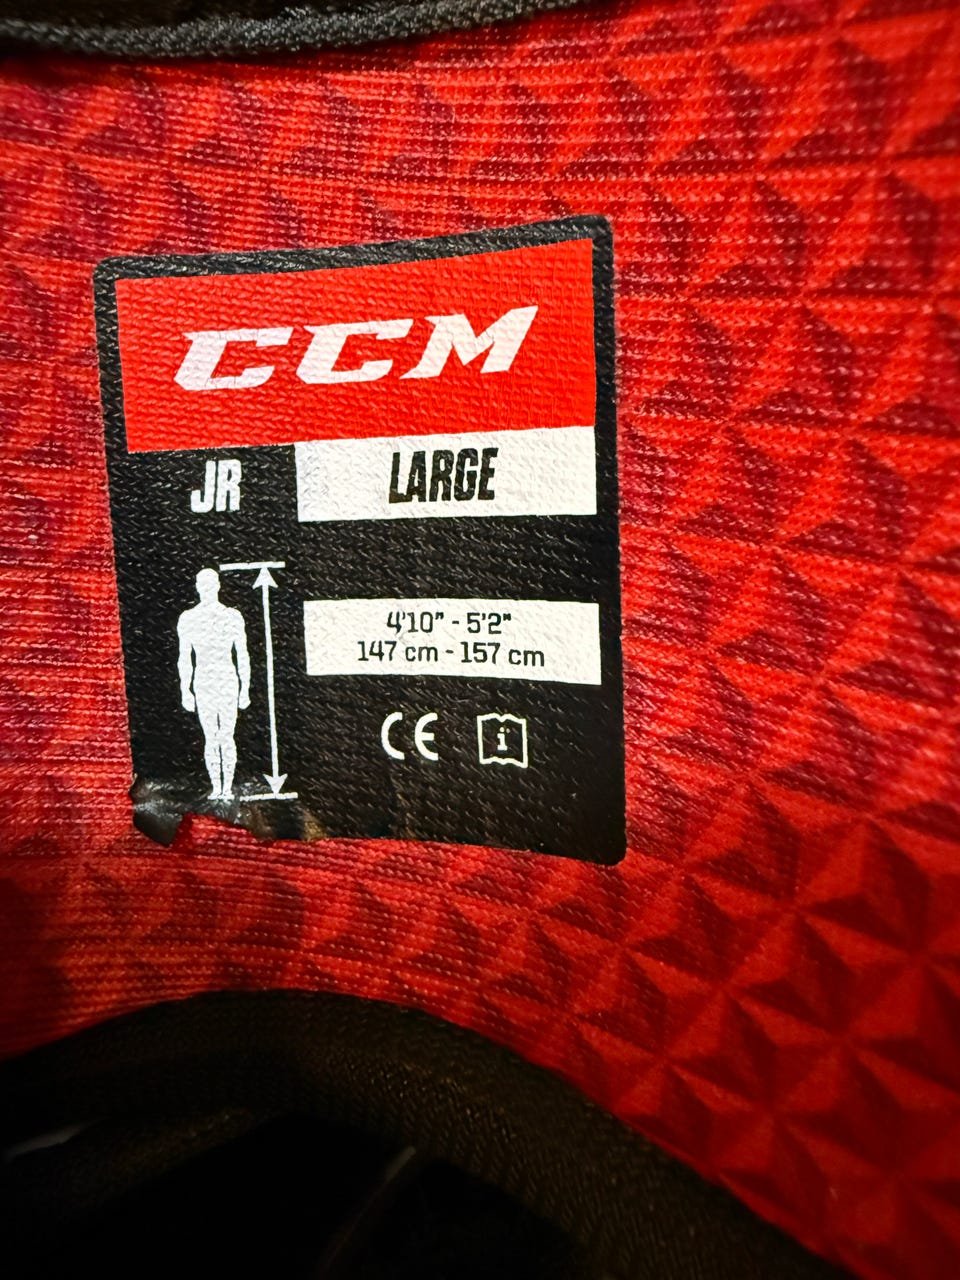 CCM
JR LARGE
4'10" - 5'2"
147 cm - 157 cm
CE i